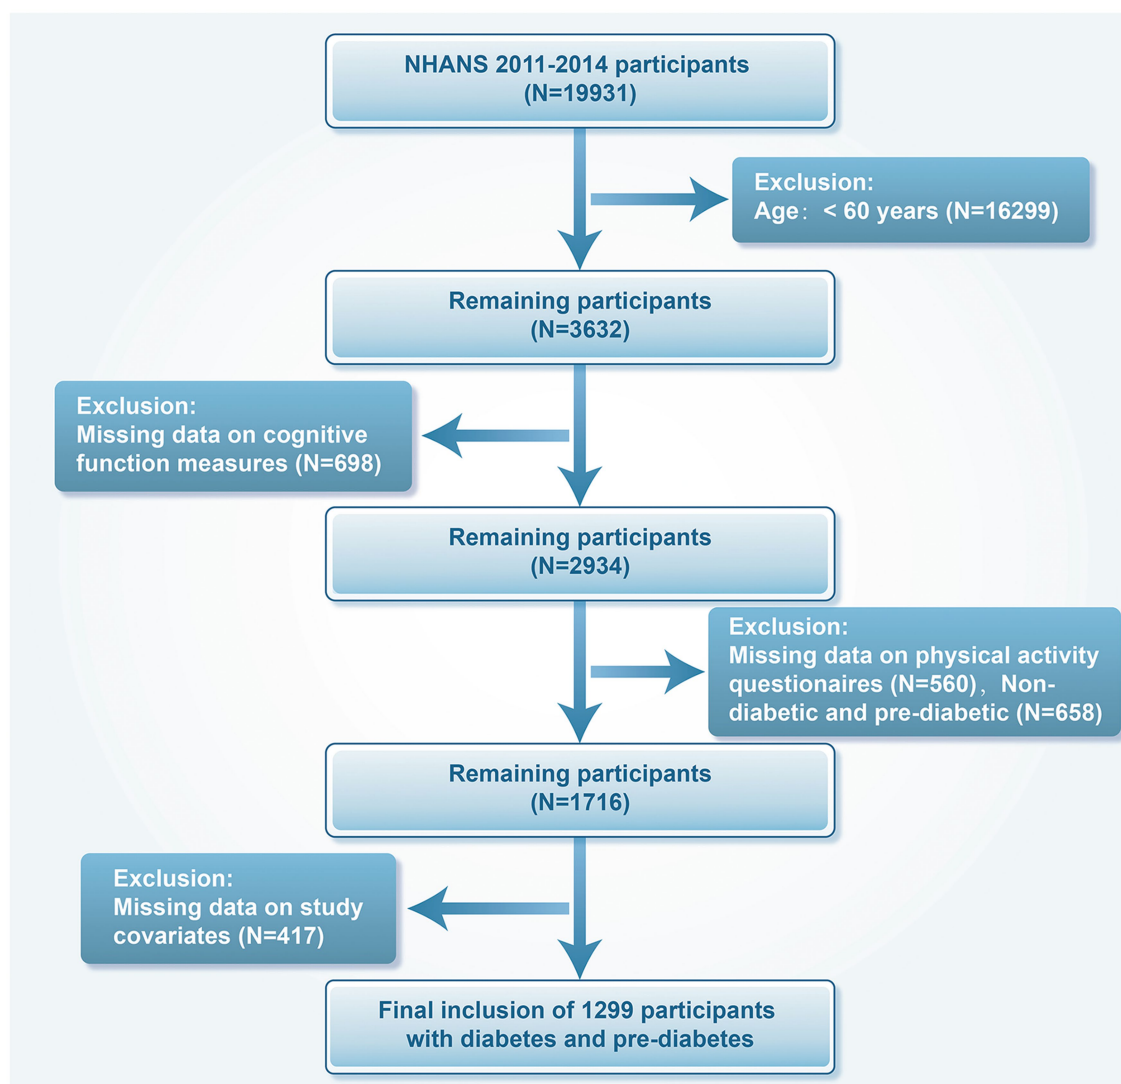 NHANS 2011-2014 participants
(N=19931)
Exclusion:
Age：＜60 years (N=16299)
Remaining participants
(N=3632)
Exclusion:
Missing data on cognitive
function measures (N=698)
Remaining participants
(N=2934)
Exclusion:
Missing data on physical activity
questionaires (N=560)，Non-
diabetic and pre-diabetic (N=658)
Remaining participants
(N=1716)
Exclusion:
Missing data on study
covariates (N=417)
Final inclusion of 1299 participants
with diabetes and pre-diabetes